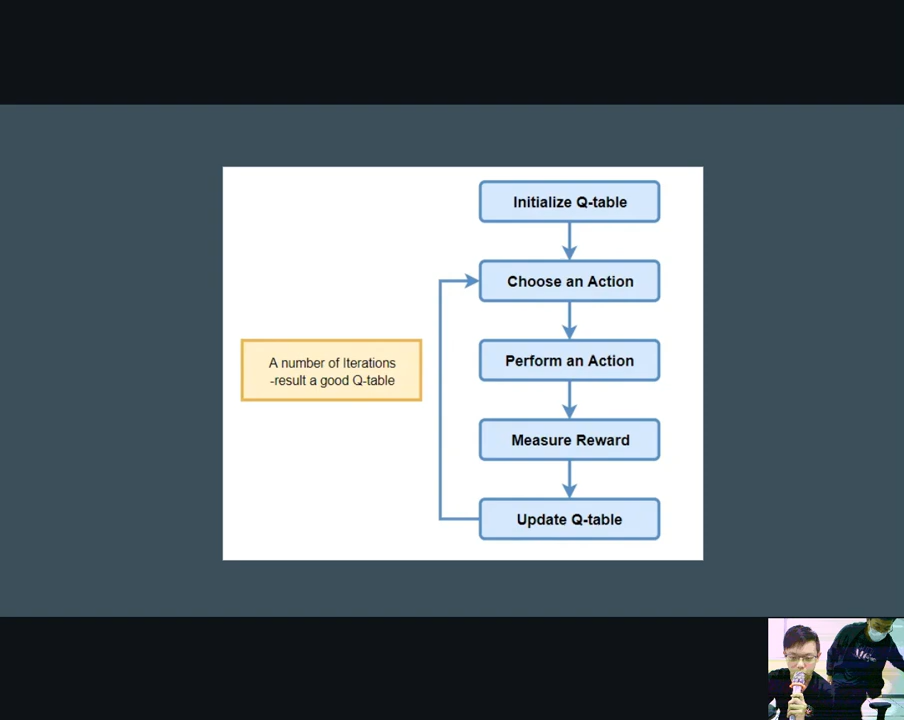 Initialize Q-table
Choose an Action
Perform an Action
A number of Iterations
-result a good Q-table
Measure Reward
Update Q-table